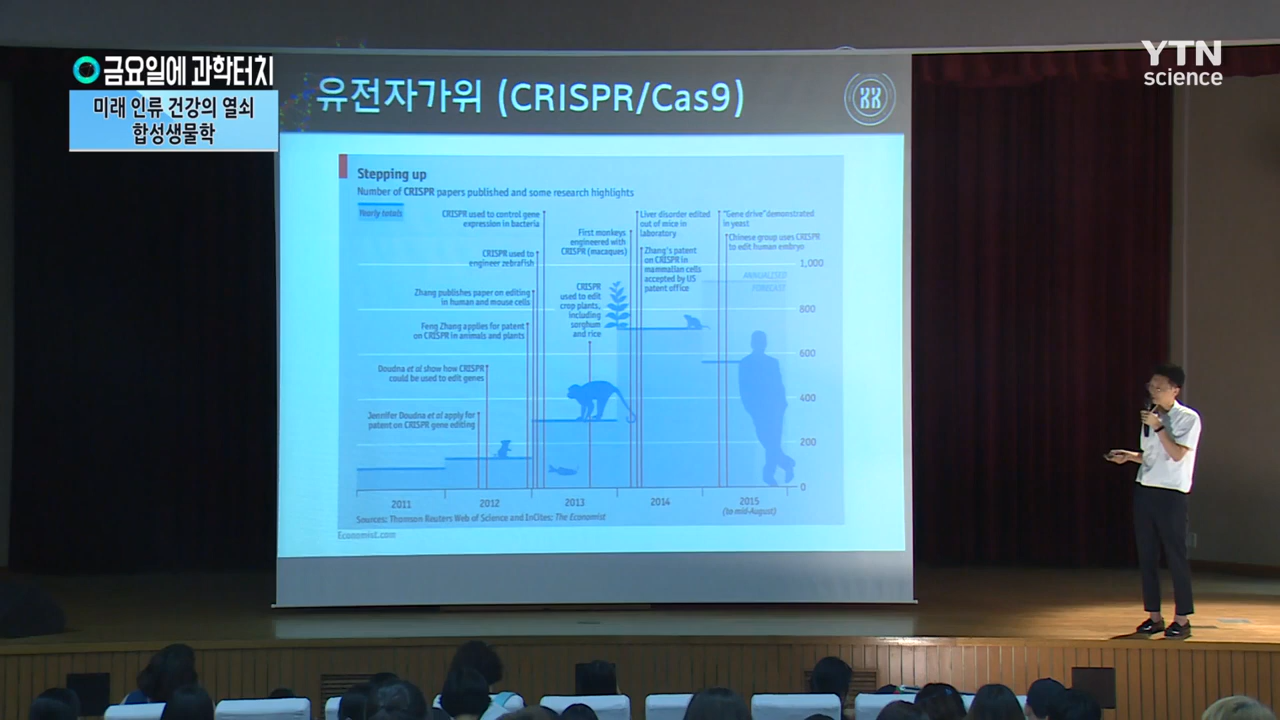 금요일에 과학터치
미래 인류 건강의 열쇠
합성생물학
YTN
science
유전자가위 (CRISPR/Cas9)
Stepping up
Number of CRISPR papers published and some research highlights
Yearly totals
CRISPR used to control gene
expression in bacteria
CRISPR used to
engineer zebrafish
Zhang publishes paper on editing
in human and mouse cells
Feng Zhang applies for patent
on CRISPR in animals and plants
Doudna et al show how CRISPR
could be used to edit genes
Jennifer Doudna et al apply for
patent on CRISPR gene editing
First monkeys
engineered with
CRISPR (macaques)
CRISPR
used to edit
crop plants,
including
sorghum
and rice
Liver disorder edited
out of mice in
laboratory
Zhang's patent
on CRISPR in
mammalian cells
accepted by US
patent office
"Gene drive" demonstrated
in yeast
Chinese group uses CRISPR
to edit human embryo
ANNUALISED
FORECAST
1,000
800
600
400
200
0
2011
2012
2013
2014
2015
(to mid-August)
Sources: Thomson Reuters Web of Science and InCites; The Economist
Economist.com